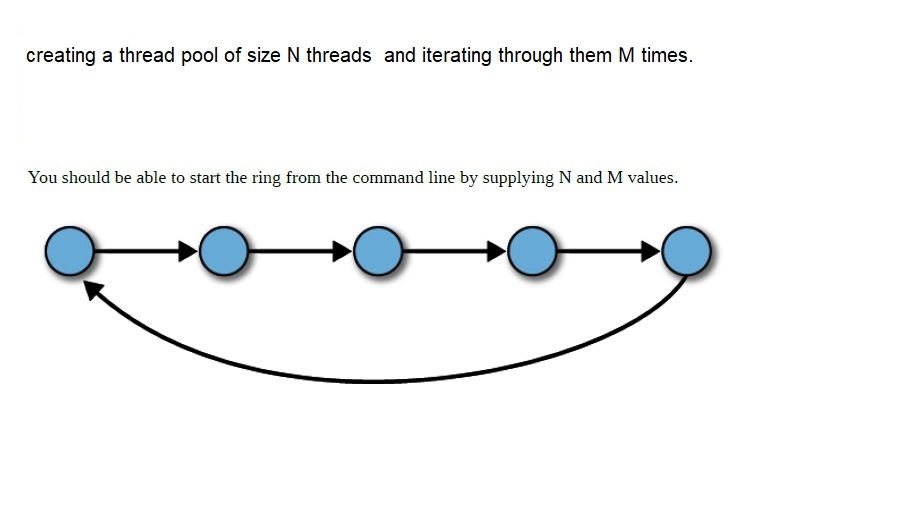 creating a thread pool of size N threads  and iterating through them M times.
You should be able to start the ring from the command line by supplying N and M values.